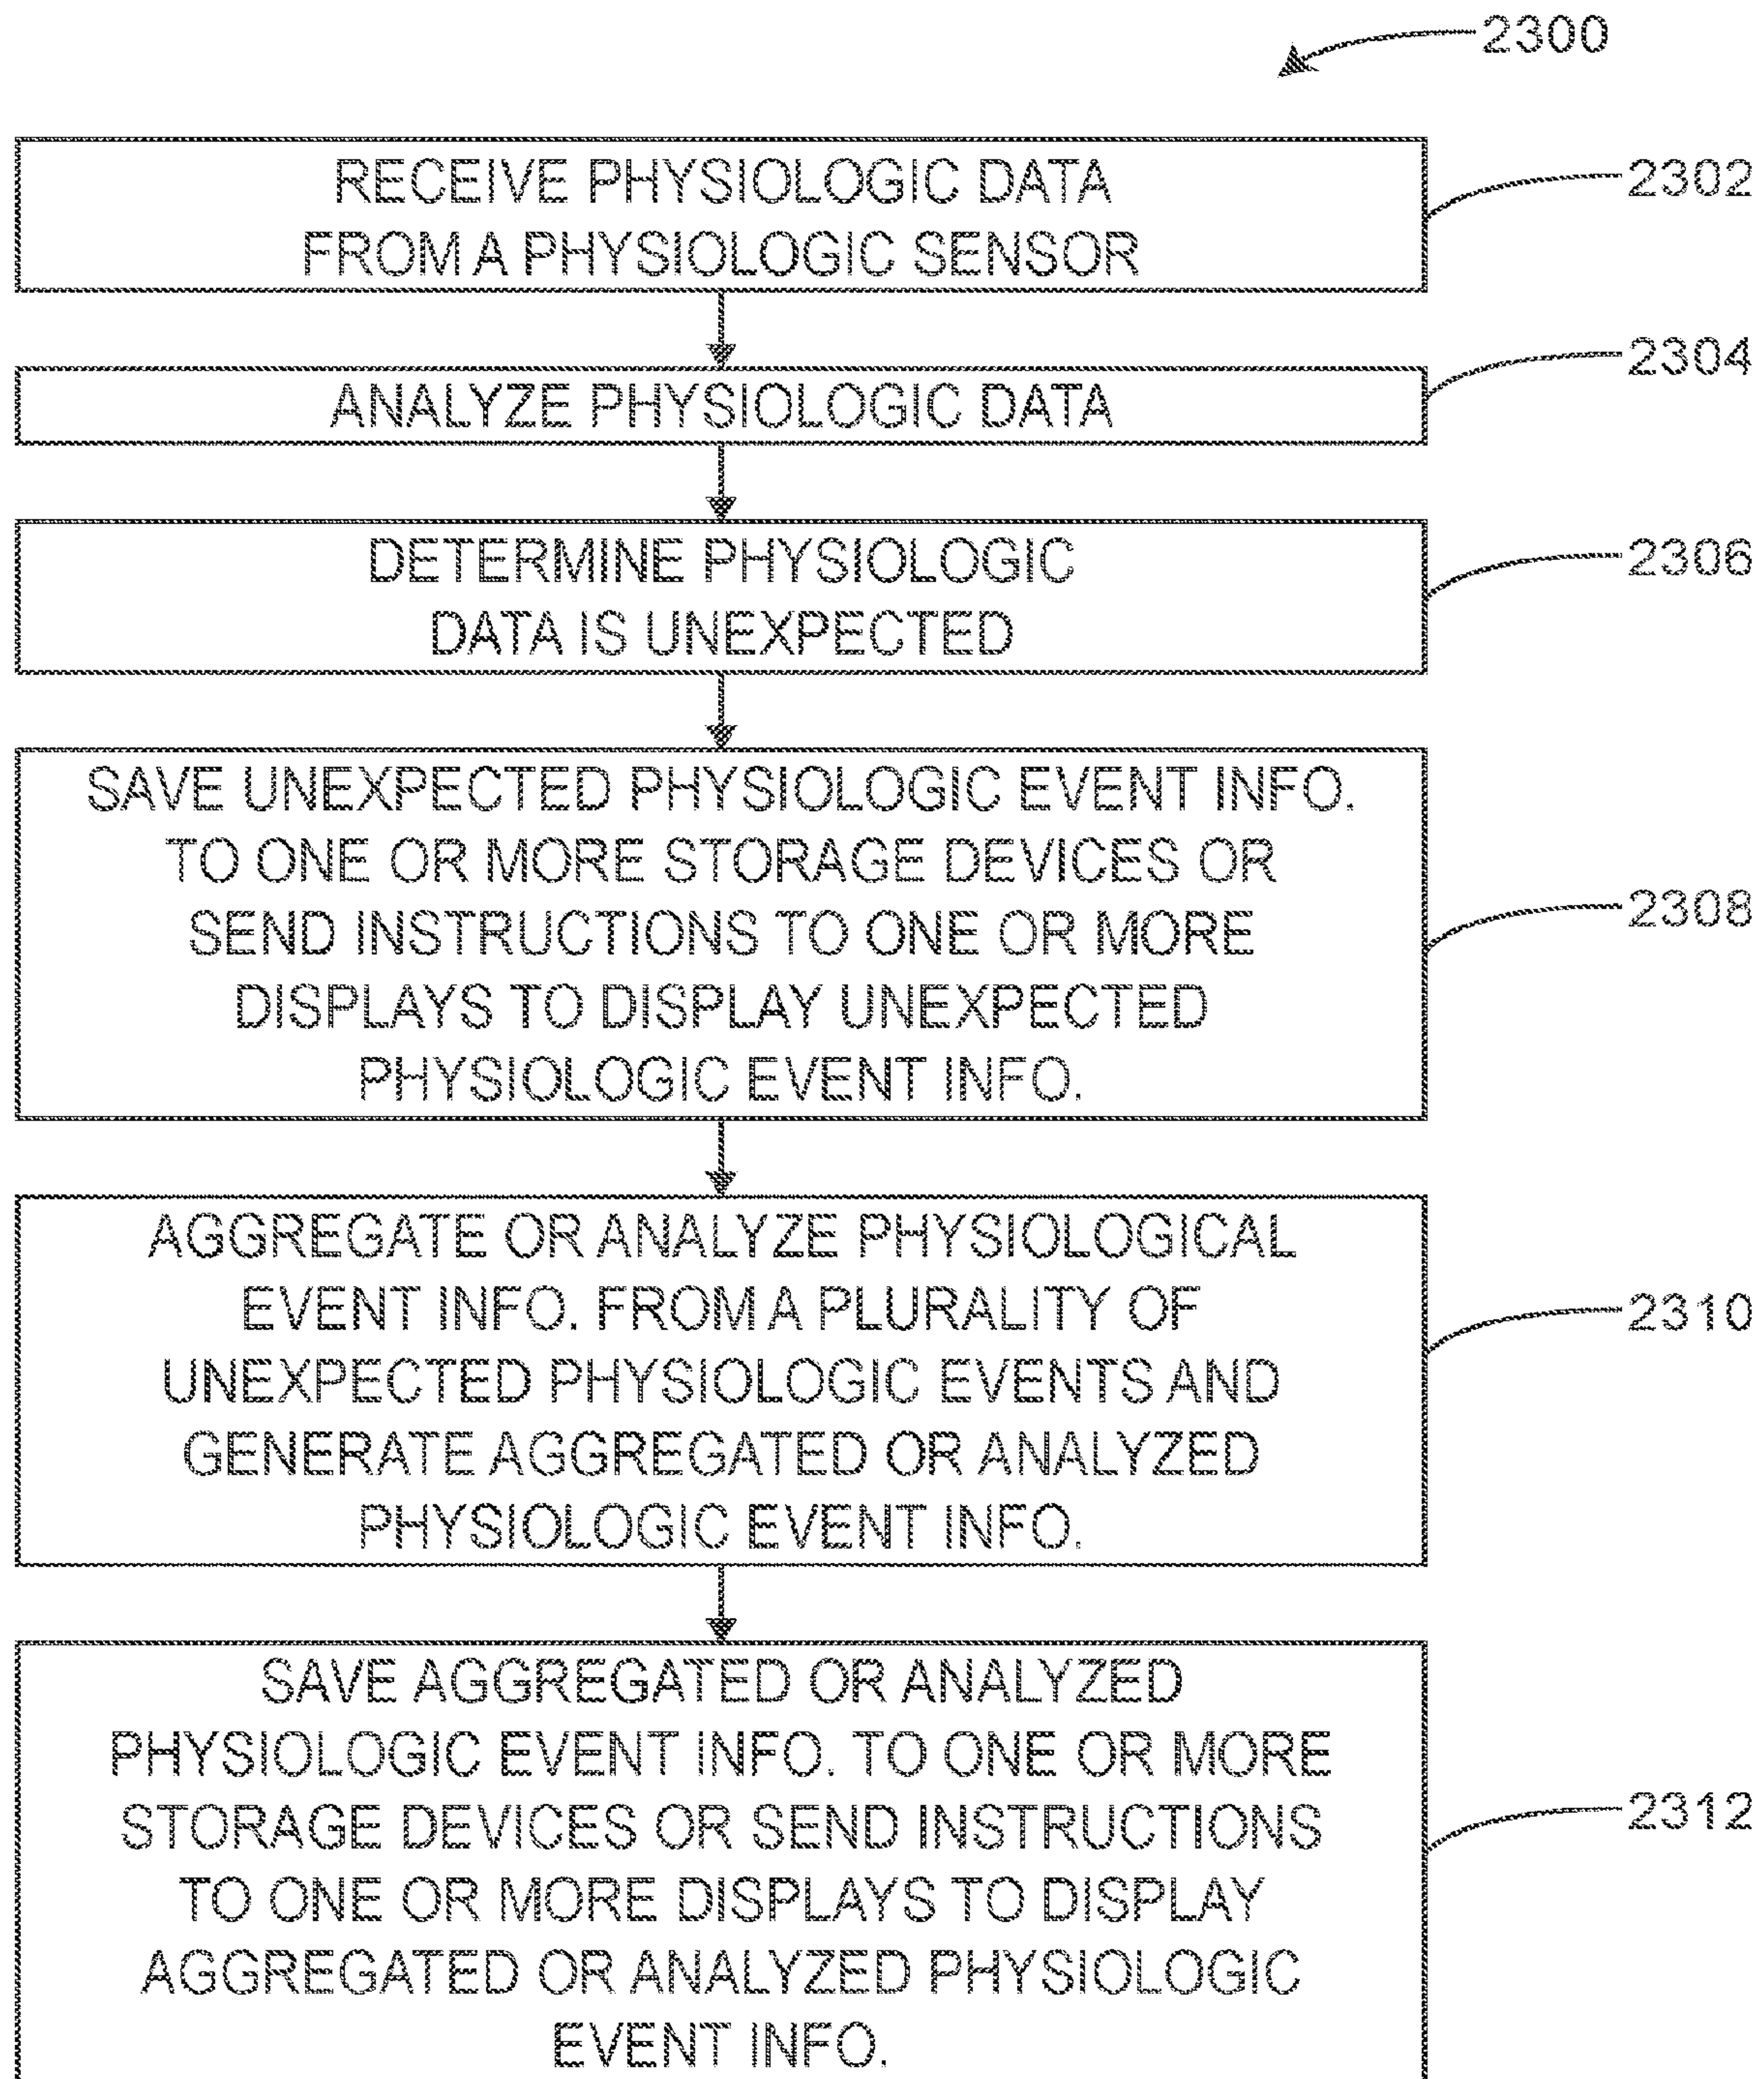 2300
RECEIVE PHYSIOLOGIC DATA
FROM A PHYSIOLOGIC SENSOR
2302
ANALYZE PHYSIOLOGIC DATA
2304
DETERMINE PHYSIOLOGIC
DATA IS UNEXPECTED
2306
SAVE UNEXPECTED PHYSIOLOGIC EVENT INFO.
TO ONE OR MORE STORAGE DEVICES OR
SEND INSTRUCTIONS TO ONE OR MORE
DISPLAYS TO DISPLAY UNEXPECTED
PHYSIOLOGIC EVENT INFO.
2308
AGGREGATE OR ANALYZE PHYSIOLOGICAL
EVENT INFO. FROM A PLURALITY OF
UNEXPECTED PHYSIOLOGIC EVENTS AND
GENERATE AGGREGATED OR ANALYZED
PHYSIOLOGIC EVENT INFO.
2310
SAVE AGGREGATED OR ANALYZED
PHYSIOLOGIC EVENT INFO. TO ONE OR MORE
STORAGE DEVICES OR SEND INSTRUCTIONS
TO ONE OR MORE DISPLAYS TO DISPLAY
AGGREGATED OR ANALYZED PHYSIOLOGIC
EVENT INFO.
2312